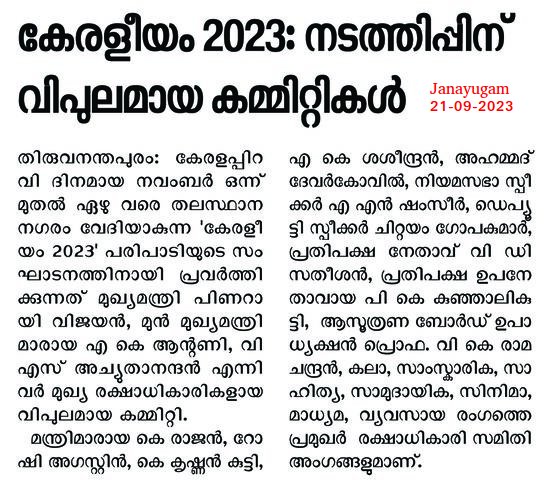 കേരളീയം 2023: നടത്തിപ്പിന്
വിപുലമായ കമ്മിറ്റികൾ
Janayugam
21-09-2023
തിരുവനന്തപുരം: കേരളപ്പിറ
വി ദിനമായ നവംബർ ഒന്ന്
മുതൽ ഏഴു വരെ തലസ്ഥാന
നഗരം വേദിയാകുന്ന 'കേരളീ
യം 2023' പരിപാടിയുടെ സം
ഘാടനത്തിനായി പ്രവർത്തി
ക്കുന്നത് മുഖ്യമന്ത്രി പിണറാ
യി വിജയൻ, മുൻ മുഖ്യമന്ത്രി
മാരായ എ കെ ആന്റണി, വി
എസ് അച്യുതാനന്ദൻ എന്നി
വർ മുഖ്യ രക്ഷാധികാരികളായ
വിപുലമായ കമ്മിറ്റി.
മന്ത്രിമാരായ കെ രാജൻ, റോ
ഷി അഗസ്റ്റിൻ, കെ കൃഷ്ണൻ കുട്ടി,
എ കെ ശശീന്ദ്രൻ, അഹമ്മദ്
ദേവർകോവിൽ, നിയമസഭാ സ്പീ
ക്കർ എ എൻ ഷംസീർ, ഡെപ്യൂ
ട്ടി സ്പീക്കർ ചിറ്റയം ഗോപകുമാർ,
പ്രതിപക്ഷ നേതാവ് വി ഡി
സതീശൻ, പ്രതിപക്ഷ ഉപനേ
താവായ പി കെ കുഞ്ഞാലികു
ട്ടി, ആസൂത്രണ ബോർഡ് ഉപാ
ധ്യക്ഷൻ പ്രൊഫ. വി കെ രാമ
ചന്ദ്രൻ, കലാ, സാംസ്കാരിക, സാ
ഹിത്യ, സാമുദായിക, സിനിമാ,
മാധ്യമ, വ്യവസായ രംഗത്തെ
പ്രമുഖർ രക്ഷാധികാരി സമിതി
അംഗങ്ങളുമാണ്.